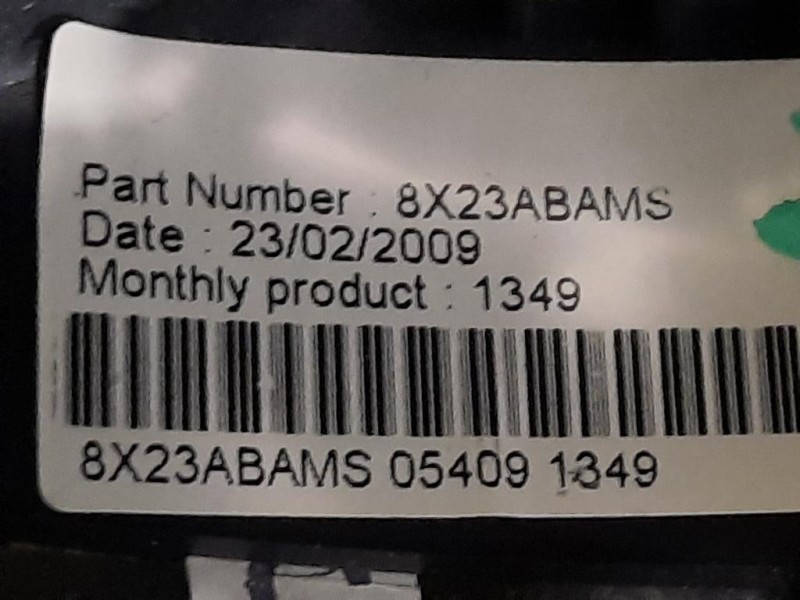 Part Number : 8X23ABAMS
Date : 23/02/2009
Monthly product : 1349
8X23ABAMS 05409 1349